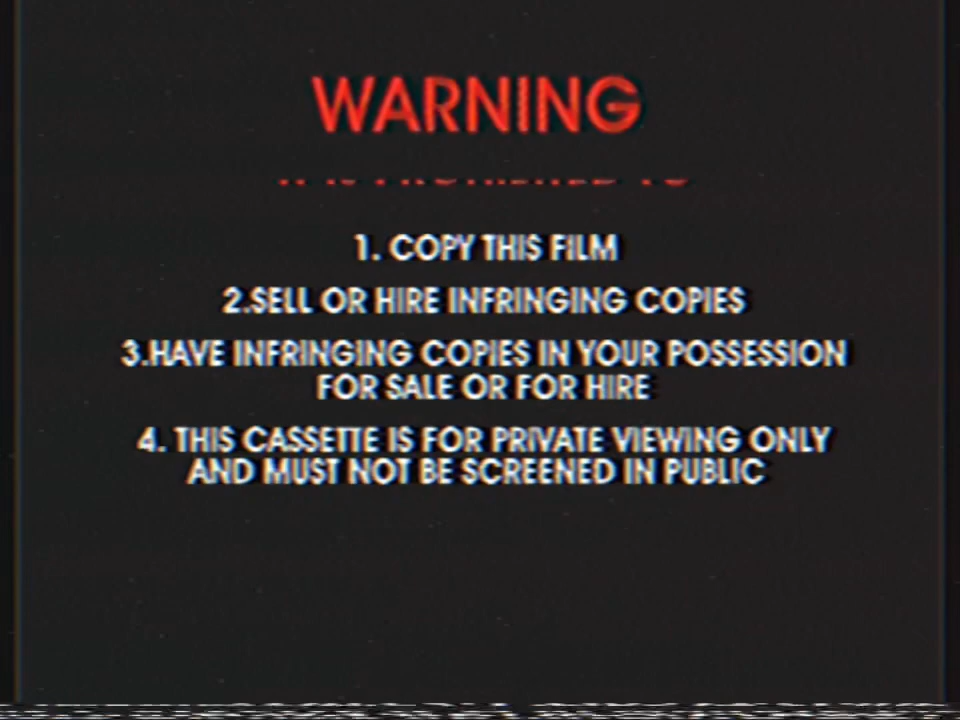 WARNING
1. COPY THIS FILM
2.SELL OR HIRE INFRINGING COPIES
3.HAVE INFRINGING COPIES IN YOUR POSSESSION
FOR SALE OR FOR HIRE
4. THIS CASSETTE IS FOR PRIVATE VIEWING ONLY
AND MUST NOT BE SCREENED IN PUBLIC